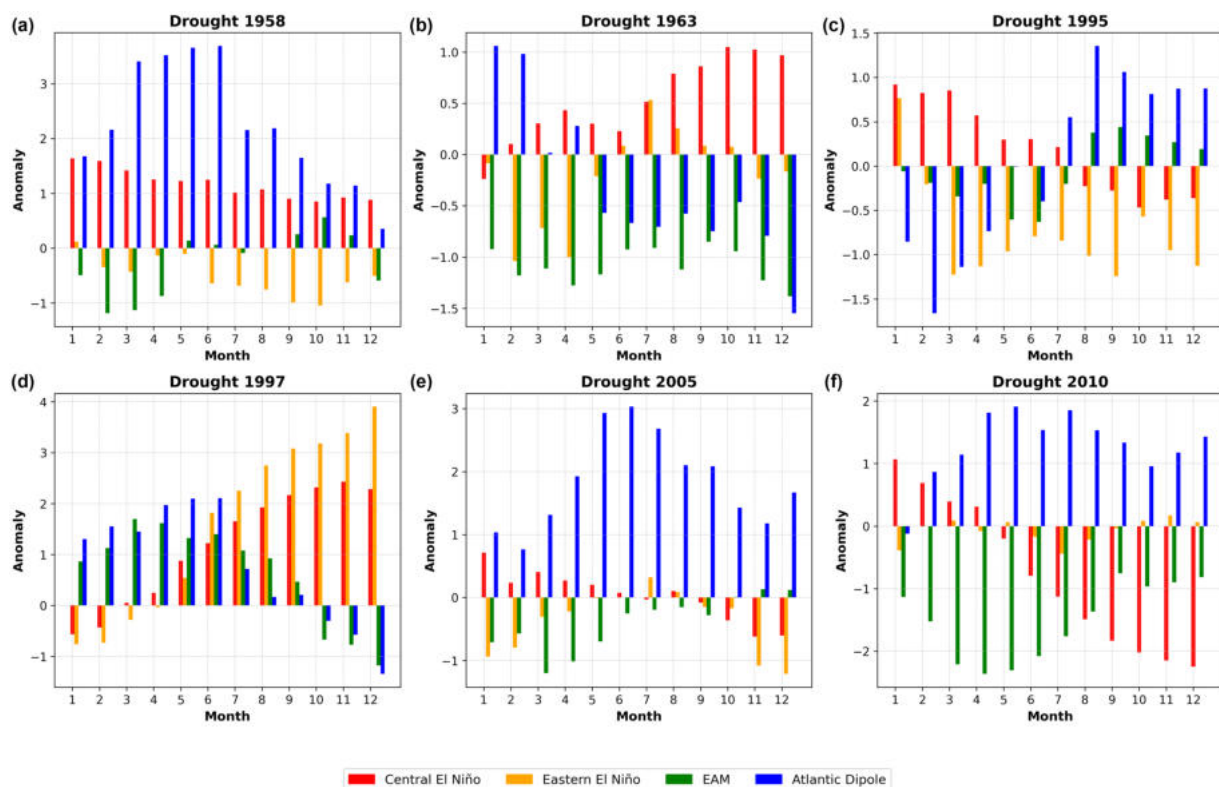 (a) Drought 1958
Anomaly
3
2
1
0
−1
1 2 3 4 5 6 7 8 9 10 11 12
Month
(b) Drought 1963
Anomaly
1.0
0.5
0.0
−0.5
−1.0
−1.5
1 2 3 4 5 6 7 8 9 10 11 12
Month
(c) Drought 1995
Anomaly
1.5
1.0
0.5
0.0
−0.5
−1.0
−1.5
1 2 3 4 5 6 7 8 9 10 11 12
Month
(d) Drought 1997
Anomaly
4
3
2
1
0
−1
1 2 3 4 5 6 7 8 9 10 11 12
Month
(e) Drought 2005
Anomaly
3
2
1
0
−1
1 2 3 4 5 6 7 8 9 10 11 12
Month
(f) Drought 2010
Anomaly
2
1
0
−1
−2
1 2 3 4 5 6 7 8 9 10 11 12
Month
Central El Niño Eastern El Niño EAM Atlantic Dipole